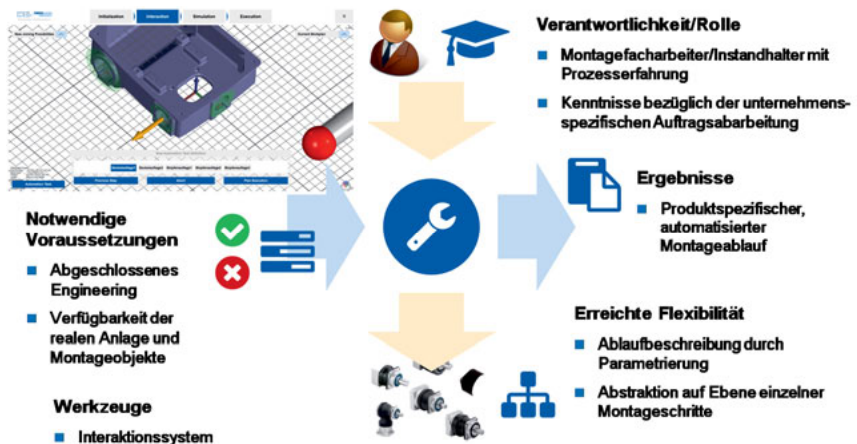 Initialization
Interaction
Simulation
Execution
Verantwortlichkeit/Rolle
Montagefacharbeiter/Instandhalter mit
Prozesserfahrung
Kenntnisse bezüglich der unternehmens-
spezifischen Auftragsabarbeitung
Notwendige
Voraussetzungen
Abgeschlossenes
Engineering
Verfügbarkeit der
realen Anlage und
Montageobjekte
Werkzeuge
Interaktionssystem
Ergebnisse
Produktspezifischer,
automatisierter
Montageablauf
Erreichte Flexibilität
Ablaufbeschreibung durch
Parametrierung
Abstraktion auf Ebene einzelner
Montageschritte